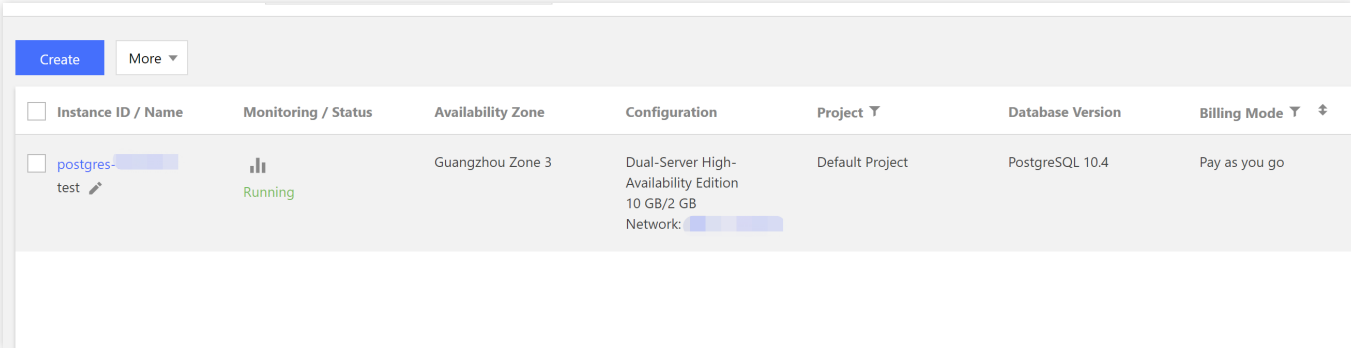 Create More
Instance ID / Name Monitoring / Status Availability Zone Configuration Project Database Version Billing Mode
postgres- Guangzhou Zone 3 Dual-Server High- Default Project PostgreSQL 10.4 Pay as you go
test Availability Edition
Running 10 GB/2 GB
Network: